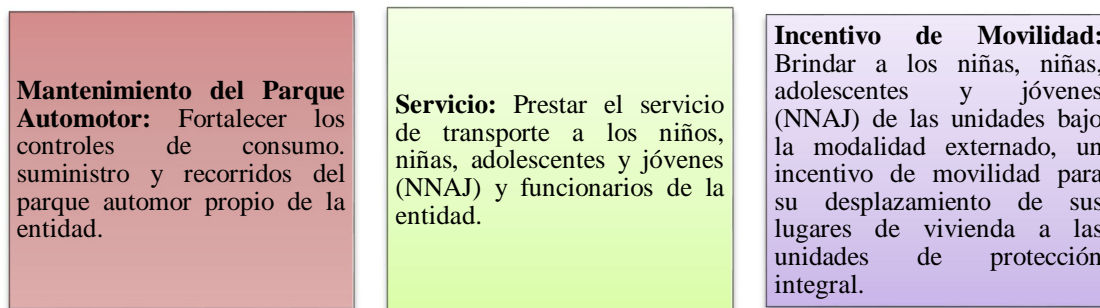 Mantenimiento del Parque
Automotor: Fortalecer los
controles de consumo.
suministro y recorridos del
parque automor propio de la
entidad.
Servicio: Prestar el servicio
de transporte a los niños,
niñas, adolescentes y jóvenes
(NNAJ) y funcionarios de la
entidad.
Incentivo de Movilidad:
Brindar a los niñas, niñas,
adolescentes y jóvenes
(NNAJ) de las unidades bajo
la modalidad externado, un
incentivo de movilidad para
su desplazamiento de sus
lugares de vivienda a las
unidades de protección
integral.